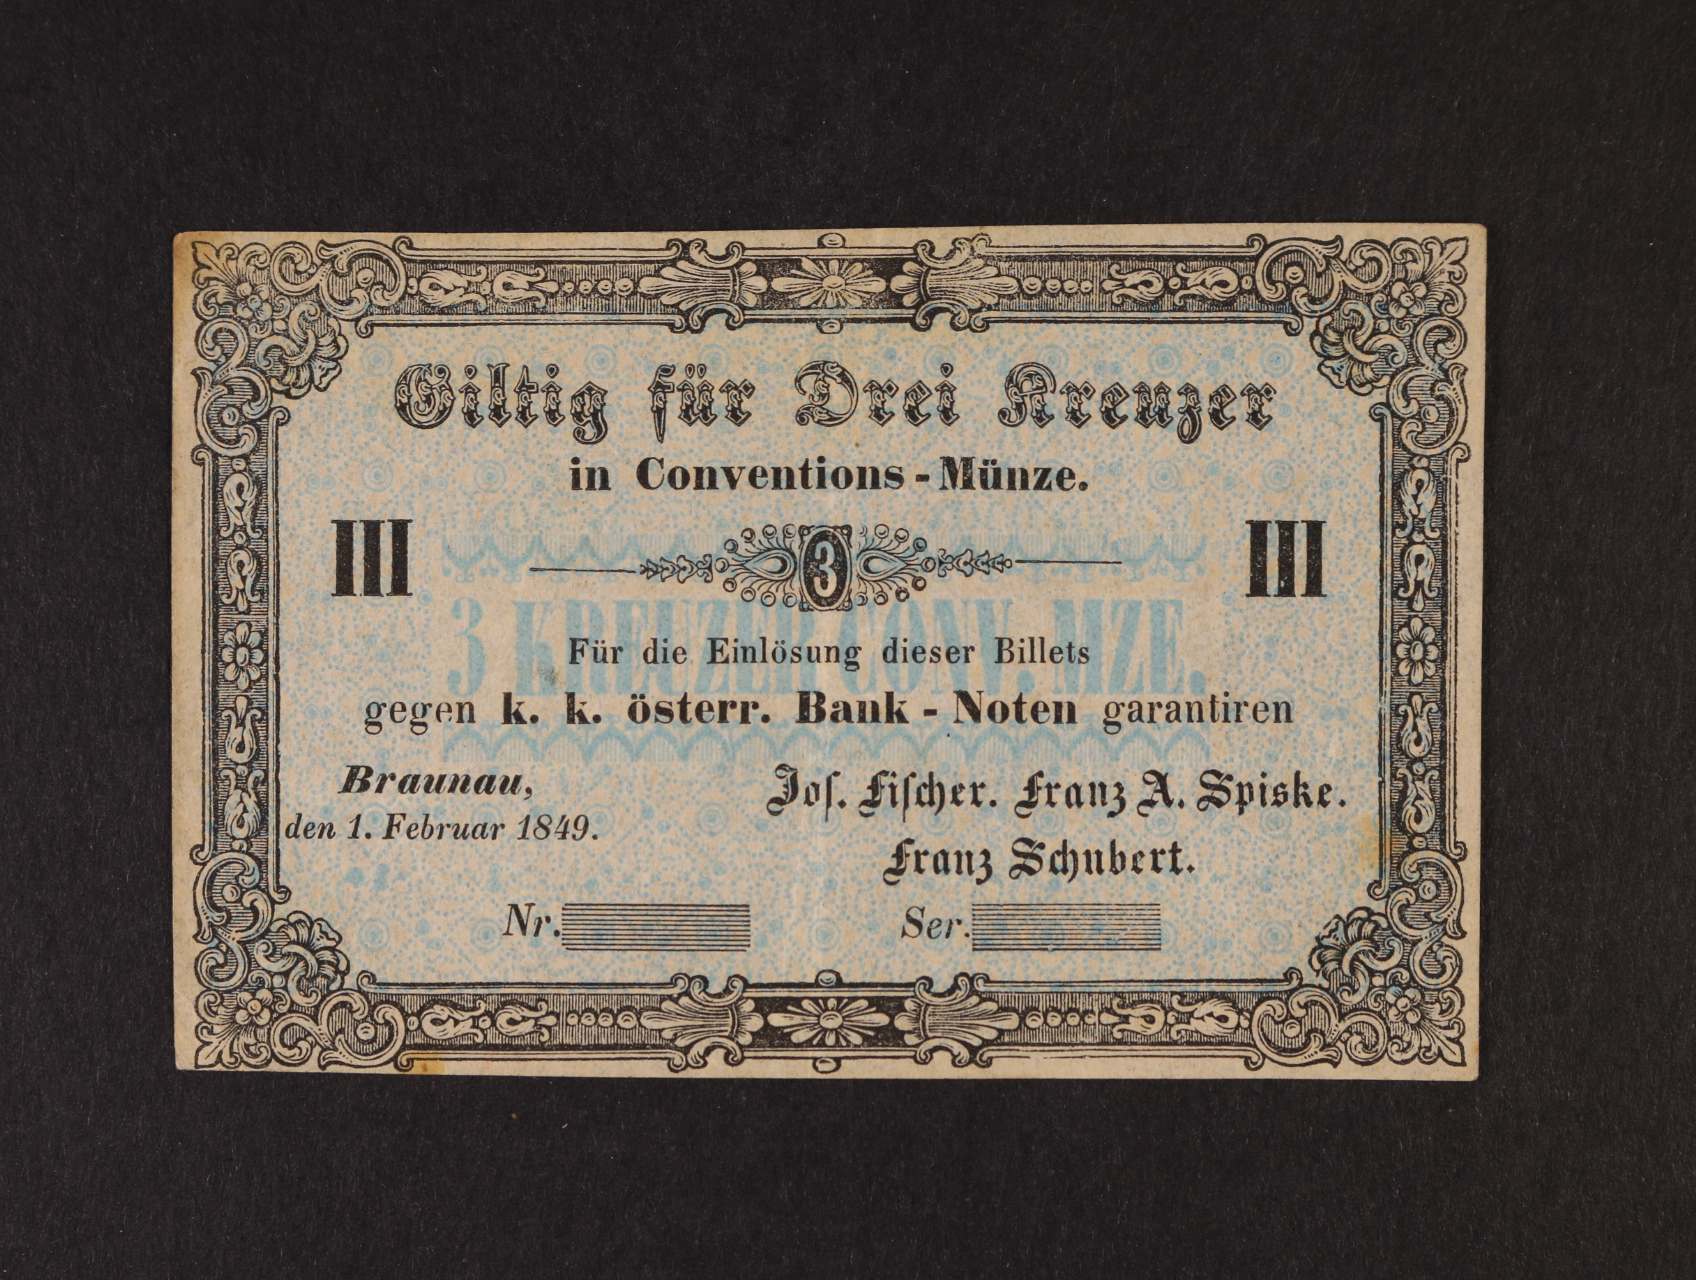 Giltig für Drei Kreuzer
in Conventions-Münze.
III 3 III
3 KREUZER CONV. MZE.
Für die Einlösung dieser Billets
gegen k. k. österr. Bank-Noten garantiren
Braunau,
den 1. Februar 1849.
Jos. Fischer. Franz A. Spiske.
Franz Schubert.
Nr. Ser.